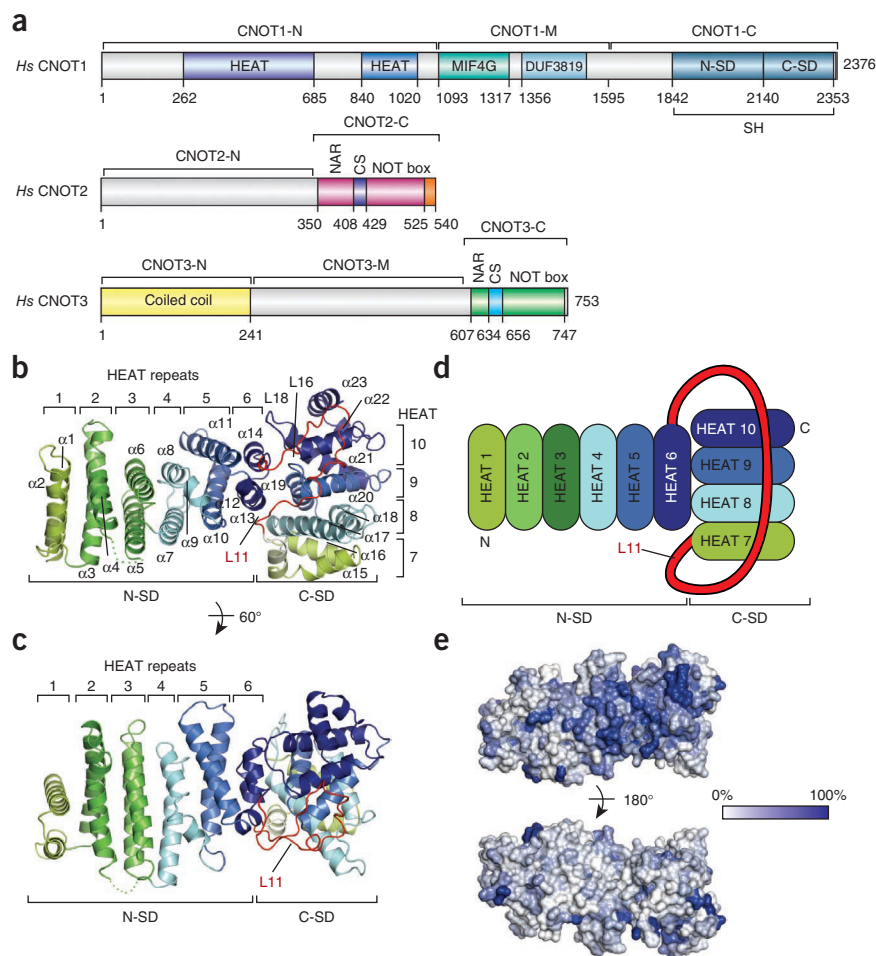 a
CNOT1-N CNOT1-M CNOT1-C
Hs CNOT1 HEAT HEAT MIF4G DUF3819 N-SD C-SD 2376
1 262 685 840 1020 1093 1317 1356 1595 1842 2140 2353
SH
CNOT2-C
CNOT2-N NAR CS NOT box
Hs CNOT2
1 350 408 429 525 540
CNOT3-C
CNOT3-N CNOT3-M NAR CS NOT box
Hs CNOT3 Coiled coil 753
1 241 607 634 656 747
b
HEAT repeats
1 2 3 4 5 6
L18 L16 α23
α22
HEAT
α11
α14
10
α1 α6 α8
α21
α2
α19
9
α12
α20
α13
α18
8
α9 α10
α17
α7
L11
α16
7
α3 α4 α5
α15
N-SD C-SD
60°
c
HEAT repeats
1 2 3 4 5 6
L11
N-SD C-SD
d
HEAT 1
HEAT 2
HEAT 3
HEAT 4
HEAT 5
HEAT 6
HEAT 10 C
HEAT 9
HEAT 8
HEAT 7
N
L11
N-SD C-SD
e
180°
0% 100%